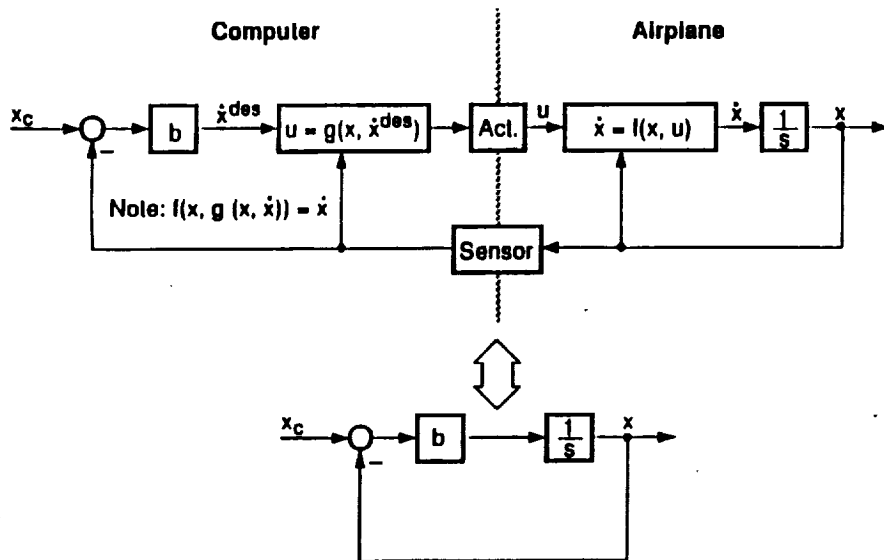 Computer
Airplane
x_c
–
b
ẋ^des
u = g(x, ẋ^des)
Act.
u
ẋ = f(x, u)
ẋ
1/s
x
Note: f(x, g (x, ẋ)) = ẋ
Sensor
x_c
–
b
1/s
x